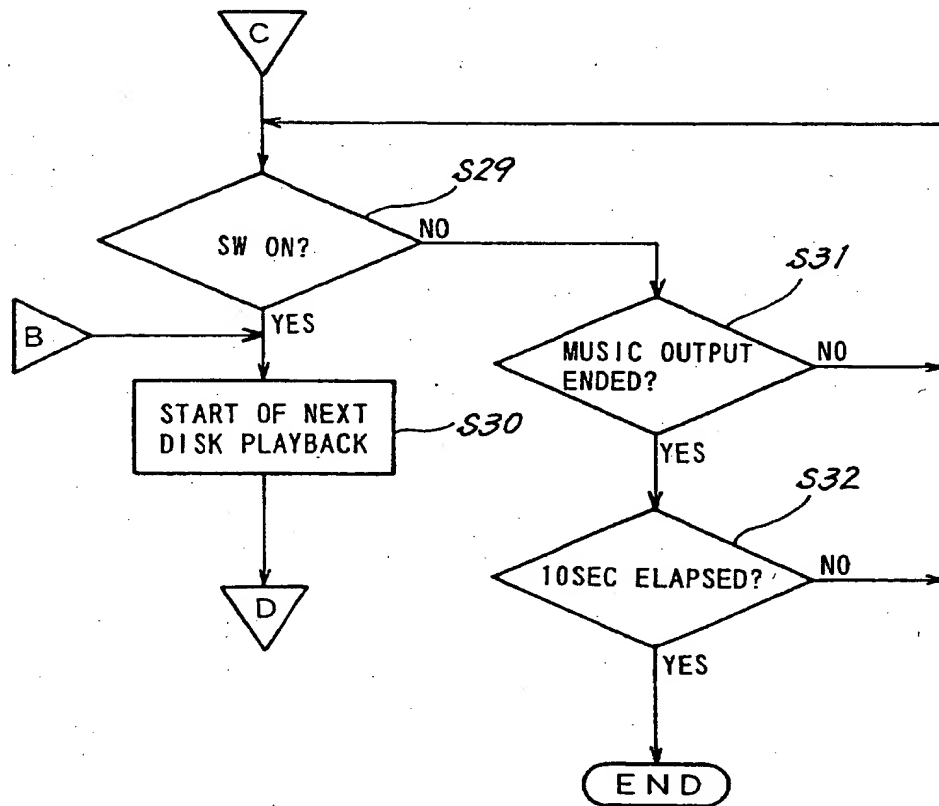 C
S29
SW ON?
NO
YES
B
S31
MUSIC OUTPUT
ENDED?
NO
YES
START OF NEXT
DISK PLAYBACK
S30
S32
10SEC ELAPSED?
NO
YES
D
END